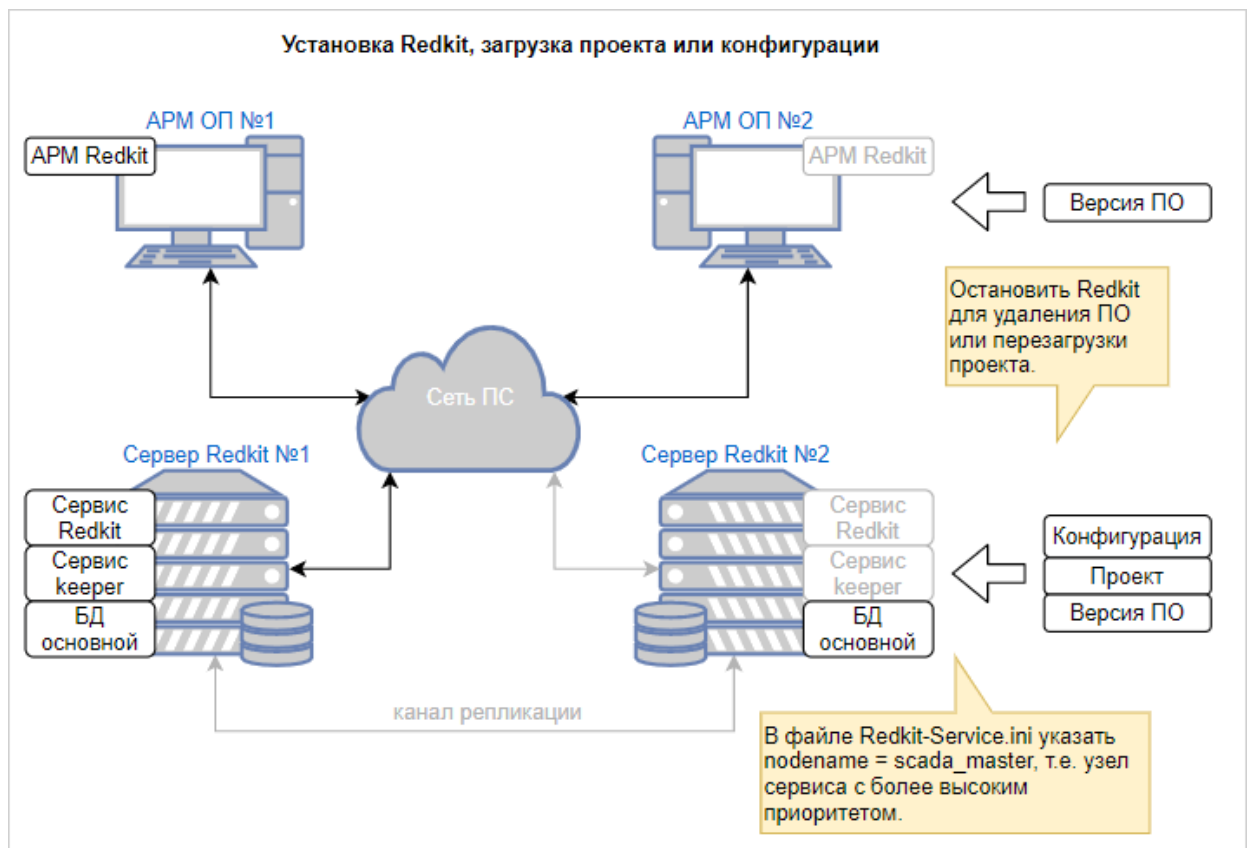 Установка Redkit, загрузка проекта или конфигурации
АРМ ОП №1
АРМ Redkit
АРМ ОП №2
АРМ Redkit
Версия ПО
Остановить Redkit
для удаления ПО
или перезагрузки
проекта.
Сеть ПС
Сервер Redkit №1
Сервис
Redkit
Сервис
keeper
БД
основной
Сервер Redkit №2
Сервис
Redkit
Сервис
keeper
БД
основной
Конфигурация
Проект
Версия ПО
канал репликации
В файле Redkit-Service.ini указать
nodename = scada_master, т.е. узел
сервиса с более высоким
приоритетом.